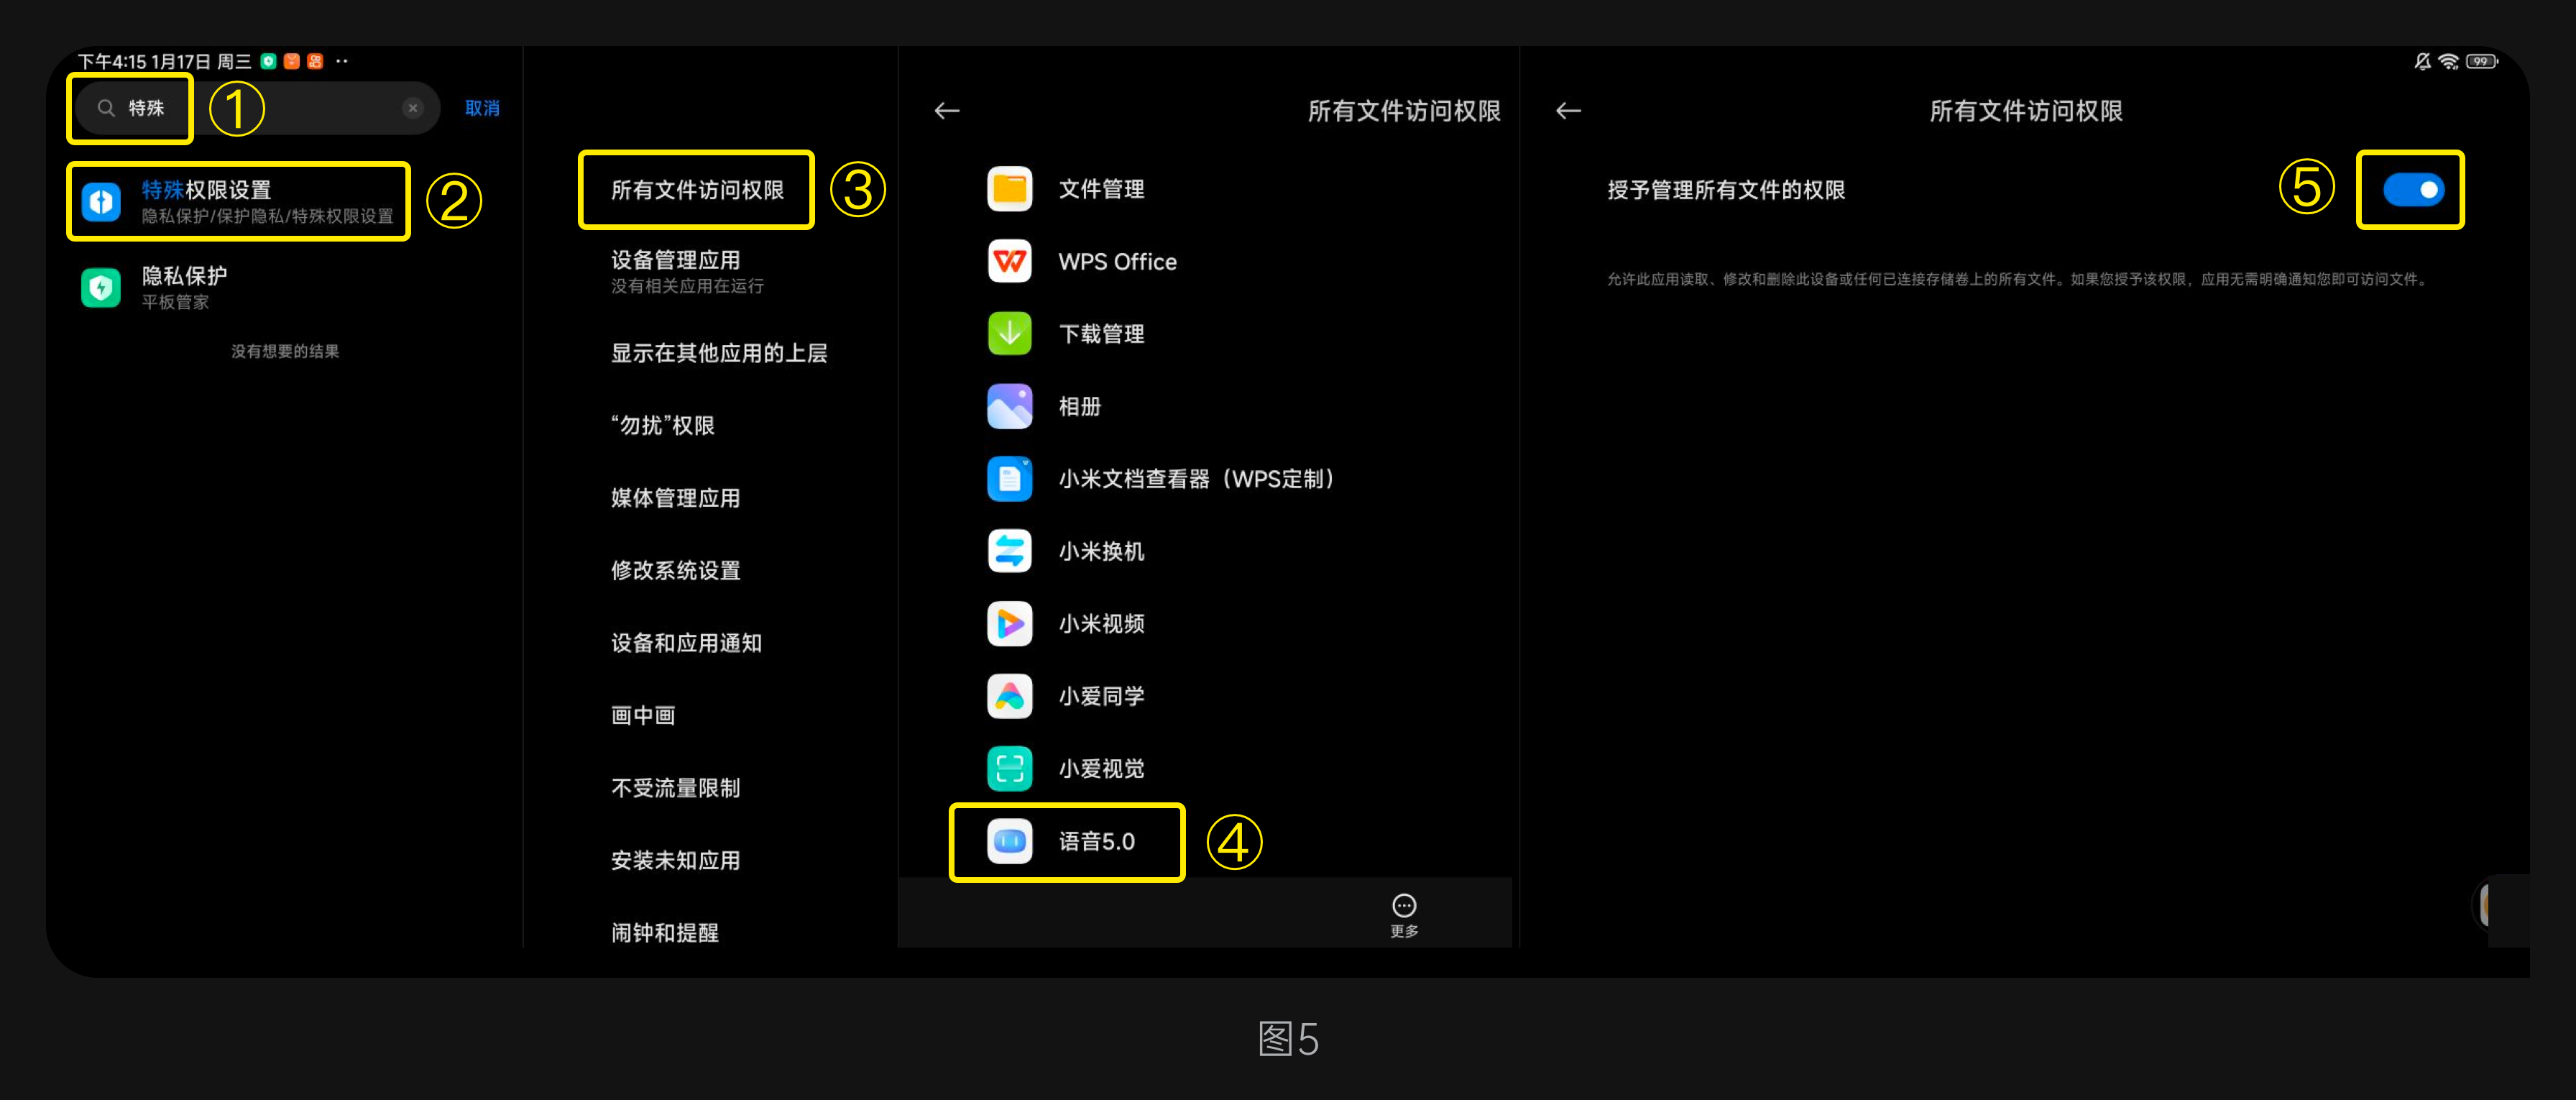 下午4:15 1月17日 周三
特殊
①
取消
特殊权限设置
隐私保护/保护隐私/特殊权限设置
②
隐私保护
平板管家
没有想要的结果
所有文件访问权限
③
设备管理应用
没有相关应用在运行
显示在其他应用的上层
“勿扰”权限
媒体管理应用
修改系统设置
设备和应用通知
画中画
不受流量限制
安装未知应用
闹钟和提醒
所有文件访问权限
文件管理
WPS Office
下载管理
相册
小米文档查看器（WPS定制）
小米换机
小米视频
小爱同学
小爱视觉
语音5.0
④
更多
99
所有文件访问权限
授予管理所有文件的权限
⑤
允许此应用读取、修改和删除此设备或任何已连接存储卷上的所有文件。如果您授予该权限，应用无需明确通知您即可访问文件。
图5